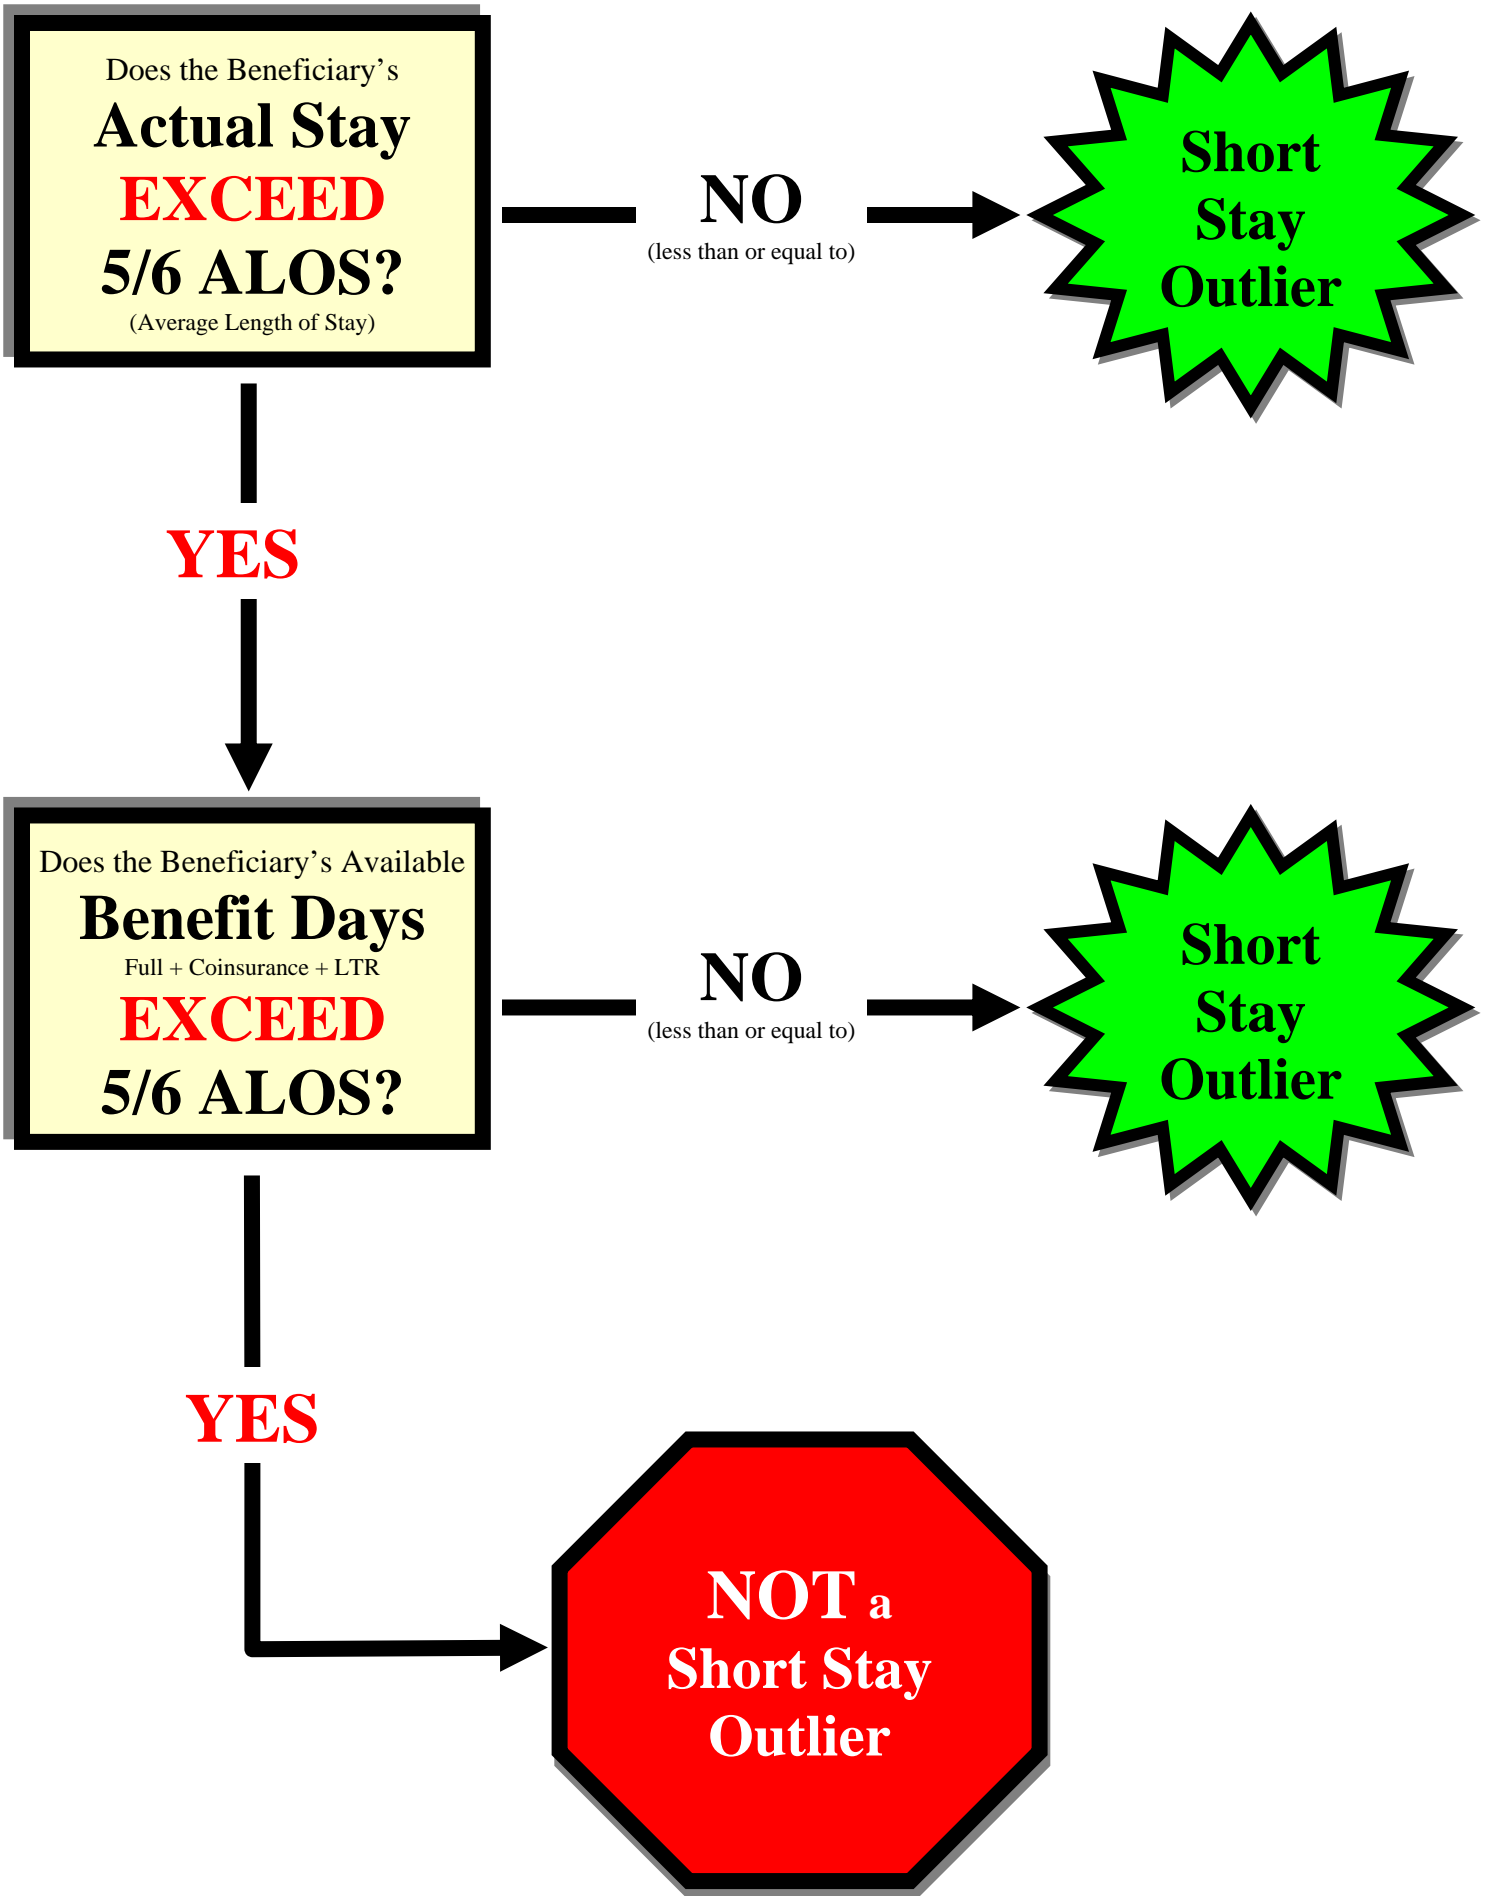 Does the Beneficiary’s
Actual Stay
EXCEED
5/6 ALOS?
(Average Length of Stay)
NO
(less than or equal to)
Short
Stay
Outlier
YES
Does the Beneficiary’s Available
Benefit Days
Full + Coinsurance + LTR
EXCEED
5/6 ALOS?
NO
(less than or equal to)
Short
Stay
Outlier
YES
NOT a
Short Stay
Outlier